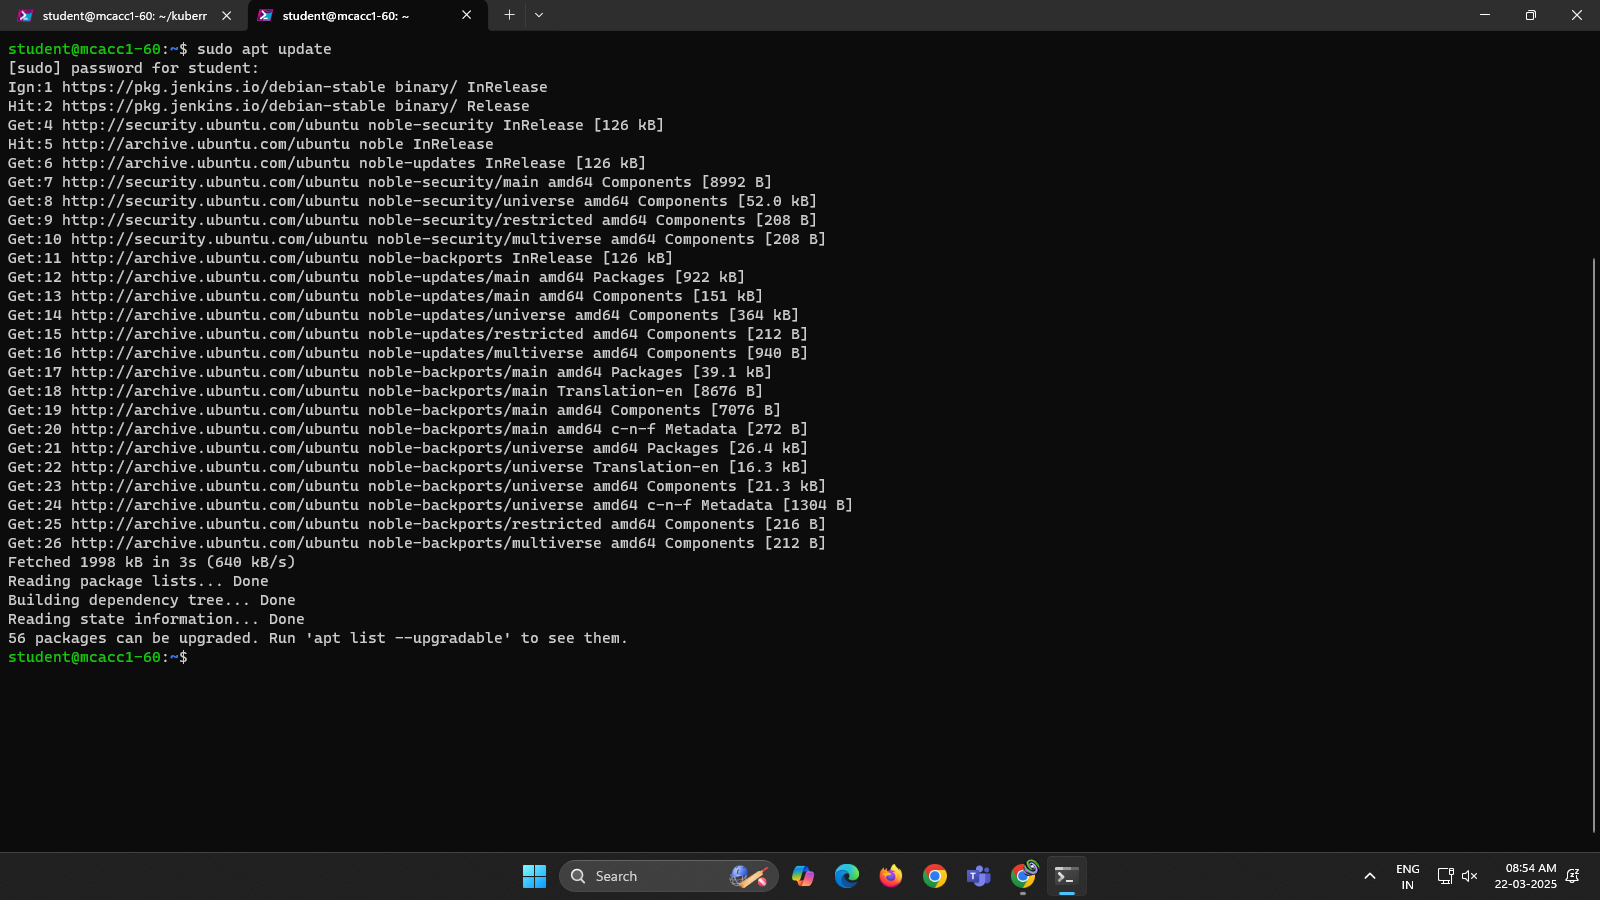 student@mcacc1-60: ~/kuberr
student@mcacc1-60: ~
student@mcacc1-60:~$ sudo apt update
[sudo] password for student:
Ign:1 https://pkg.jenkins.io/debian-stable binary/ InRelease
Hit:2 https://pkg.jenkins.io/debian-stable binary/ Release
Get:4 http://security.ubuntu.com/ubuntu noble-security InRelease [126 kB]
Hit:5 http://archive.ubuntu.com/ubuntu noble InRelease
Get:6 http://archive.ubuntu.com/ubuntu noble-updates InRelease [126 kB]
Get:7 http://security.ubuntu.com/ubuntu noble-security/main amd64 Components [8992 B]
Get:8 http://security.ubuntu.com/ubuntu noble-security/universe amd64 Components [52.0 kB]
Get:9 http://security.ubuntu.com/ubuntu noble-security/restricted amd64 Components [208 B]
Get:10 http://security.ubuntu.com/ubuntu noble-security/multiverse amd64 Components [208 B]
Get:11 http://archive.ubuntu.com/ubuntu noble-backports InRelease [126 kB]
Get:12 http://archive.ubuntu.com/ubuntu noble-updates/main amd64 Packages [922 kB]
Get:13 http://archive.ubuntu.com/ubuntu noble-updates/main amd64 Components [151 kB]
Get:14 http://archive.ubuntu.com/ubuntu noble-updates/universe amd64 Components [364 kB]
Get:15 http://archive.ubuntu.com/ubuntu noble-updates/restricted amd64 Components [212 B]
Get:16 http://archive.ubuntu.com/ubuntu noble-updates/multiverse amd64 Components [940 B]
Get:17 http://archive.ubuntu.com/ubuntu noble-backports/main amd64 Packages [39.1 kB]
Get:18 http://archive.ubuntu.com/ubuntu noble-backports/main Translation-en [8676 B]
Get:19 http://archive.ubuntu.com/ubuntu noble-backports/main amd64 Components [7076 B]
Get:20 http://archive.ubuntu.com/ubuntu noble-backports/main amd64 c-n-f Metadata [272 B]
Get:21 http://archive.ubuntu.com/ubuntu noble-backports/universe amd64 Packages [26.4 kB]
Get:22 http://archive.ubuntu.com/ubuntu noble-backports/universe Translation-en [16.3 kB]
Get:23 http://archive.ubuntu.com/ubuntu noble-backports/universe amd64 Components [21.3 kB]
Get:24 http://archive.ubuntu.com/ubuntu noble-backports/universe amd64 c-n-f Metadata [1304 B]
Get:25 http://archive.ubuntu.com/ubuntu noble-backports/restricted amd64 Components [216 B]
Get:26 http://archive.ubuntu.com/ubuntu noble-backports/multiverse amd64 Components [212 B]
Fetched 1998 kB in 3s (640 kB/s)
Reading package lists... Done
Building dependency tree... Done
Reading state information... Done
56 packages can be upgraded. Run 'apt list --upgradable' to see them.
student@mcacc1-60:~$
Search
ENG
IN
08:54 AM
22-03-2025